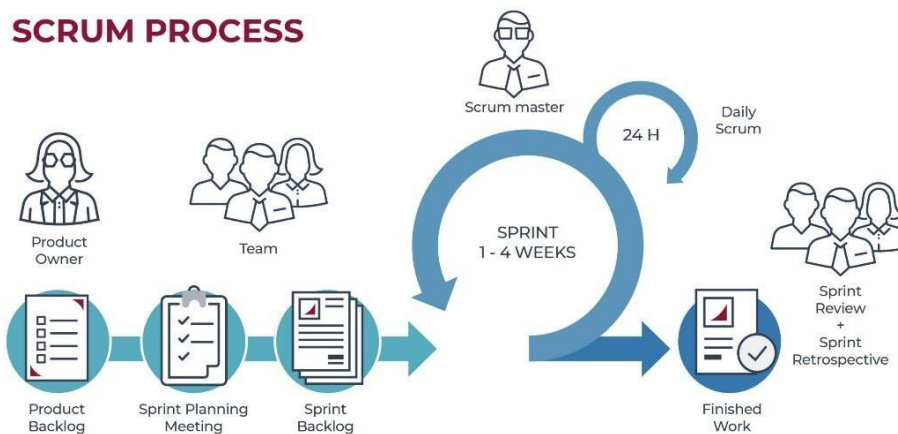 SCRUM PROCESS
Scrum master
24 H
Daily
Scrum
Product
Owner
Team
SPRINT
1 - 4 WEEKS
Sprint
Review
+
Sprint
Retrospective
Product
Backlog
Sprint Planning
Meeting
Sprint
Backlog
Finished
Work